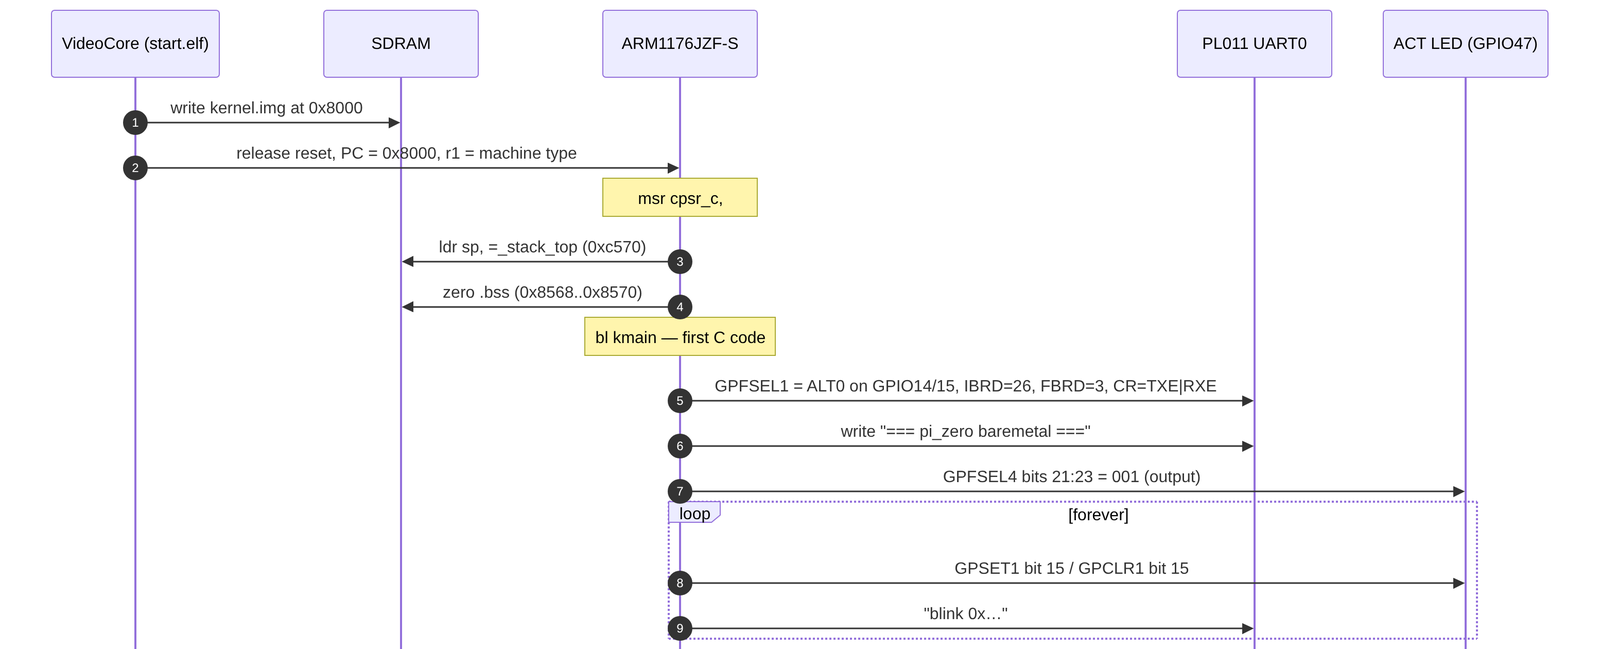 VideoCore (start.elf)
SDRAM
ARM1176JZF-S
PL011 UART0
ACT LED (GPIO47)
1
write kernel.img at 0x8000
2
release reset, PC = 0x8000, r1 = machine type
msr cpsr_c,
ldr sp, =_stack_top (0xc570)
3
zero .bss (0x8568..0x8570)
4
bl kmain — first C code
5
GPFSEL1 = ALT0 on GPIO14/15, IBRD=26, FBRD=3, CR=TXE|RXE
6
write "=== pi_zero baremetal ==="
7
GPFSEL4 bits 21:23 = 001 (output)
loop
[forever]
8
GPSET1 bit 15 / GPCLR1 bit 15
9
"blink 0x…"